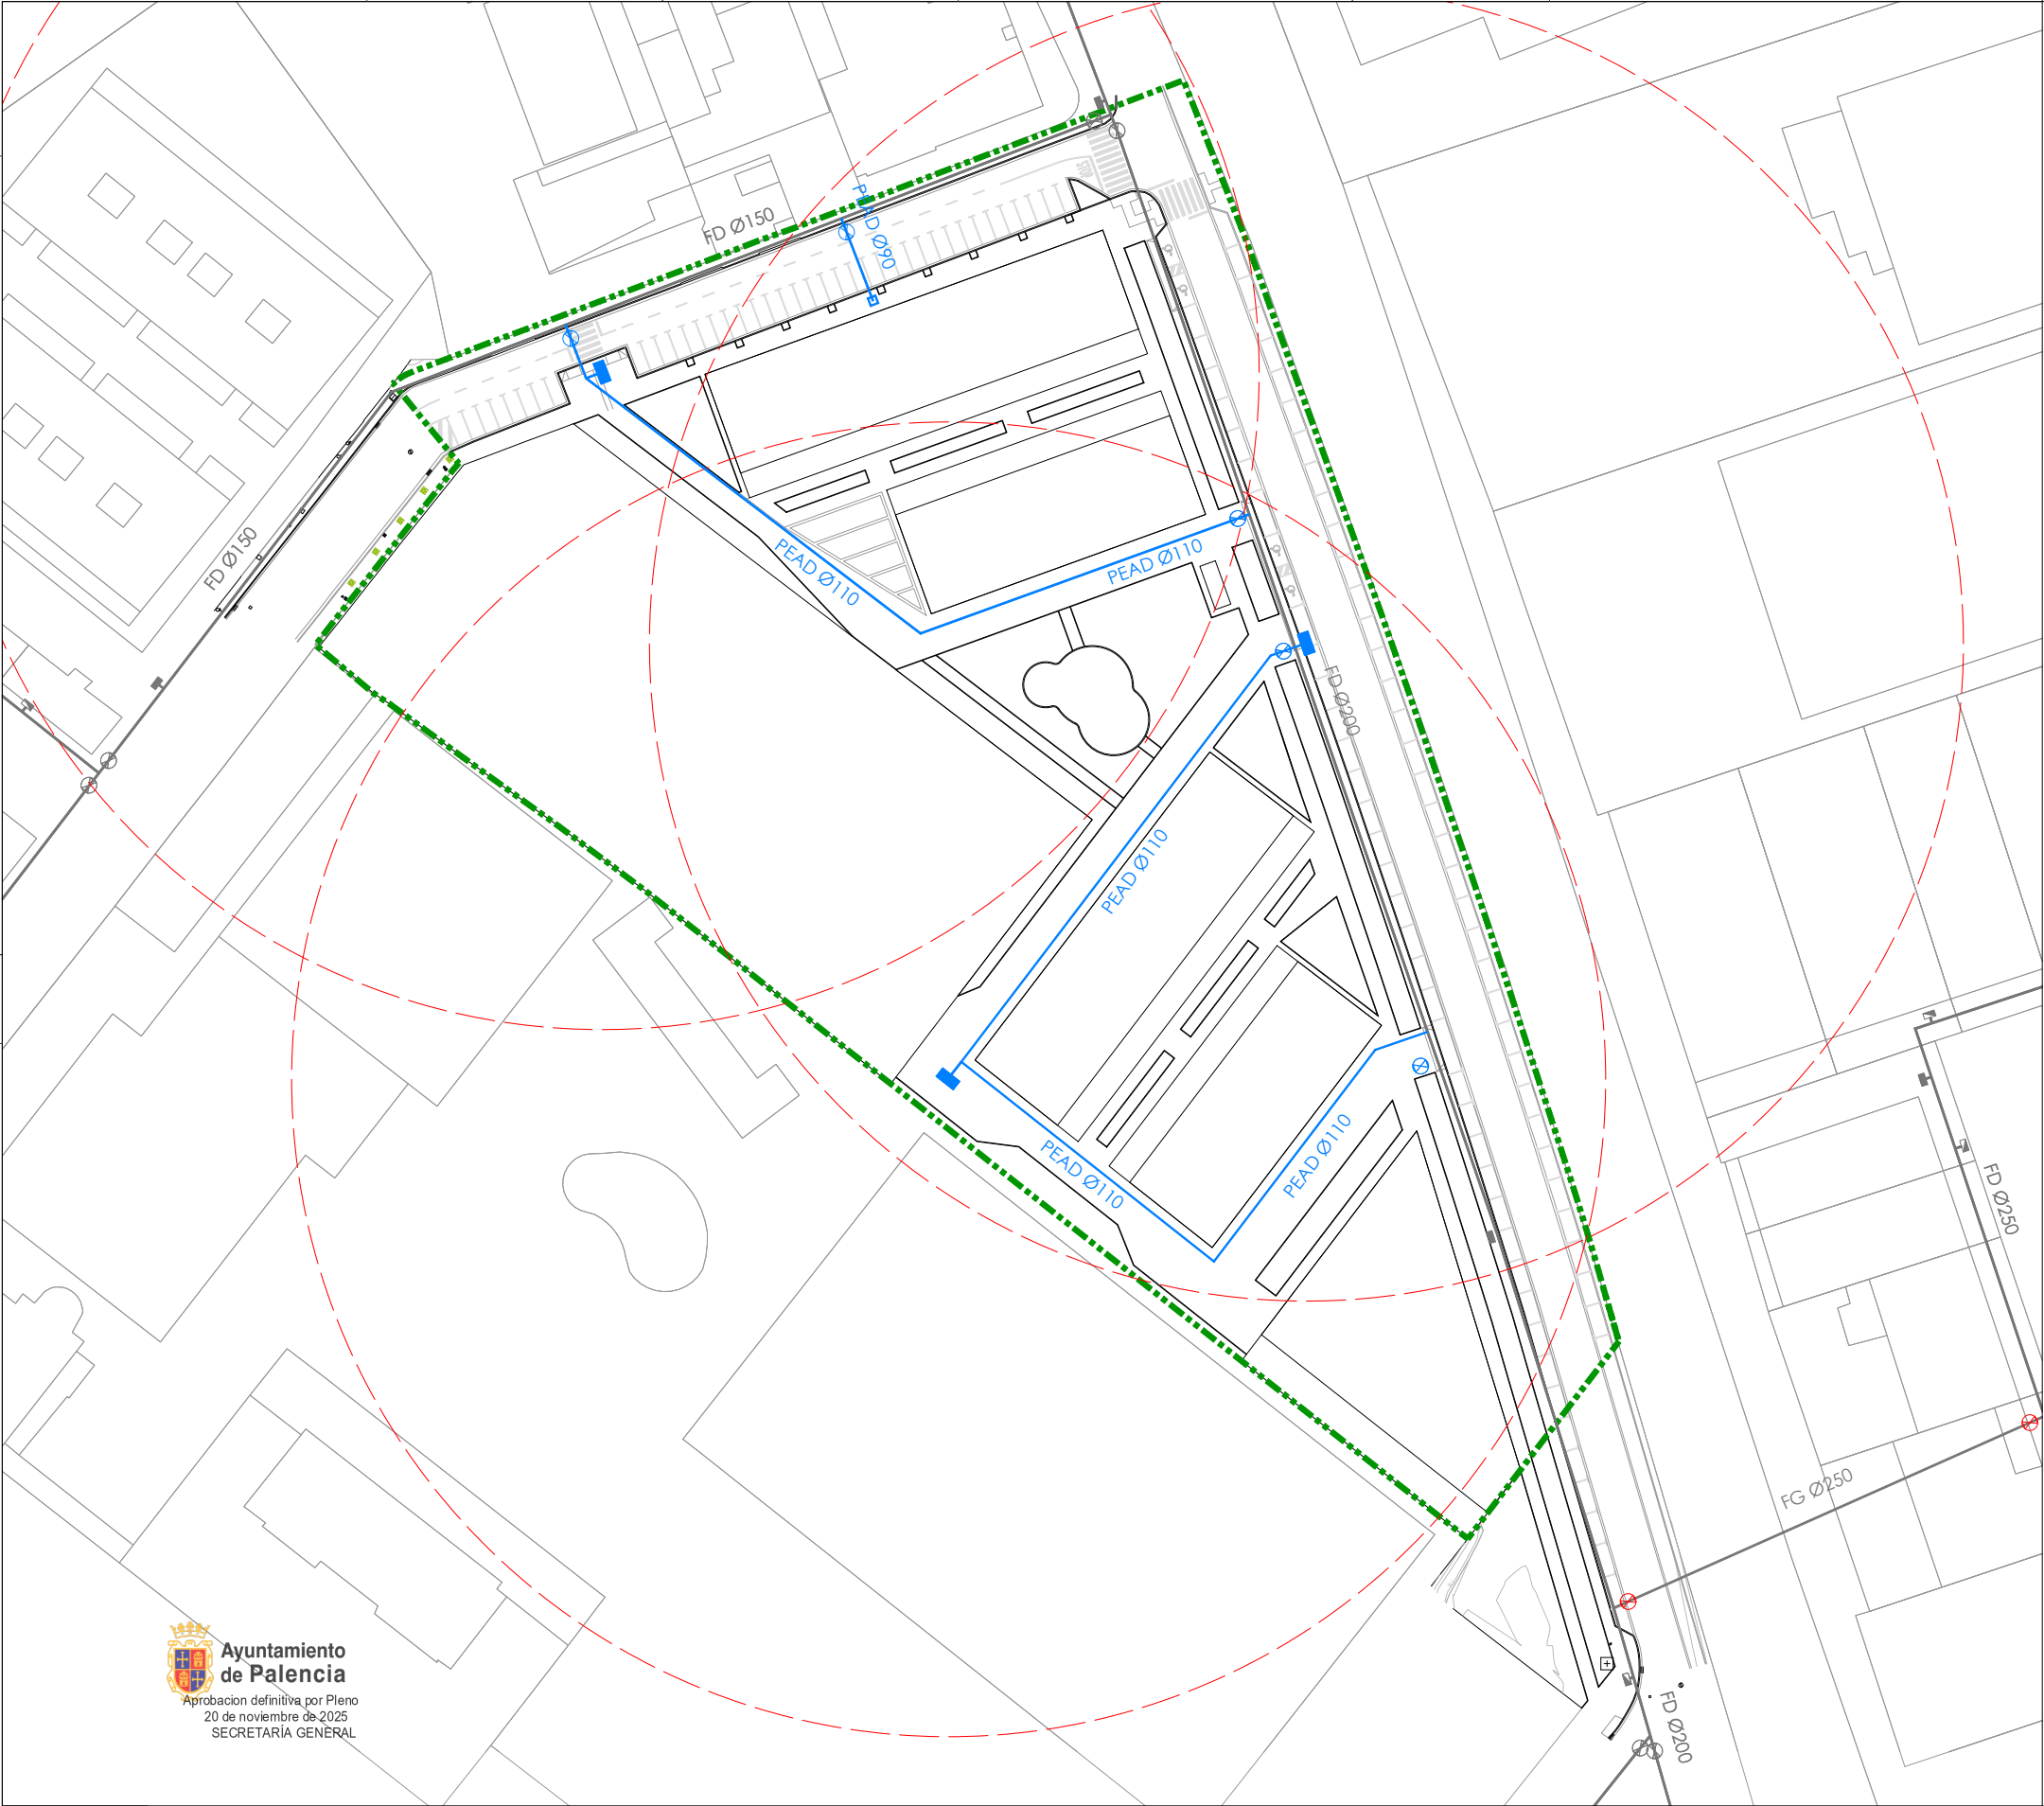 FD Ø150
PEAD Ø90
STOP
FD Ø150
PEAD Ø110
PEAD Ø110
FD Ø200
PEAD Ø110
PEAD Ø110
PEAD Ø110
FD Ø250
FG Ø250
FD Ø200
Ayuntamiento
de Palencia
Aprobacion definitiva por Pleno
20 de noviembre de 2025
SECRETARÍA GENERAL